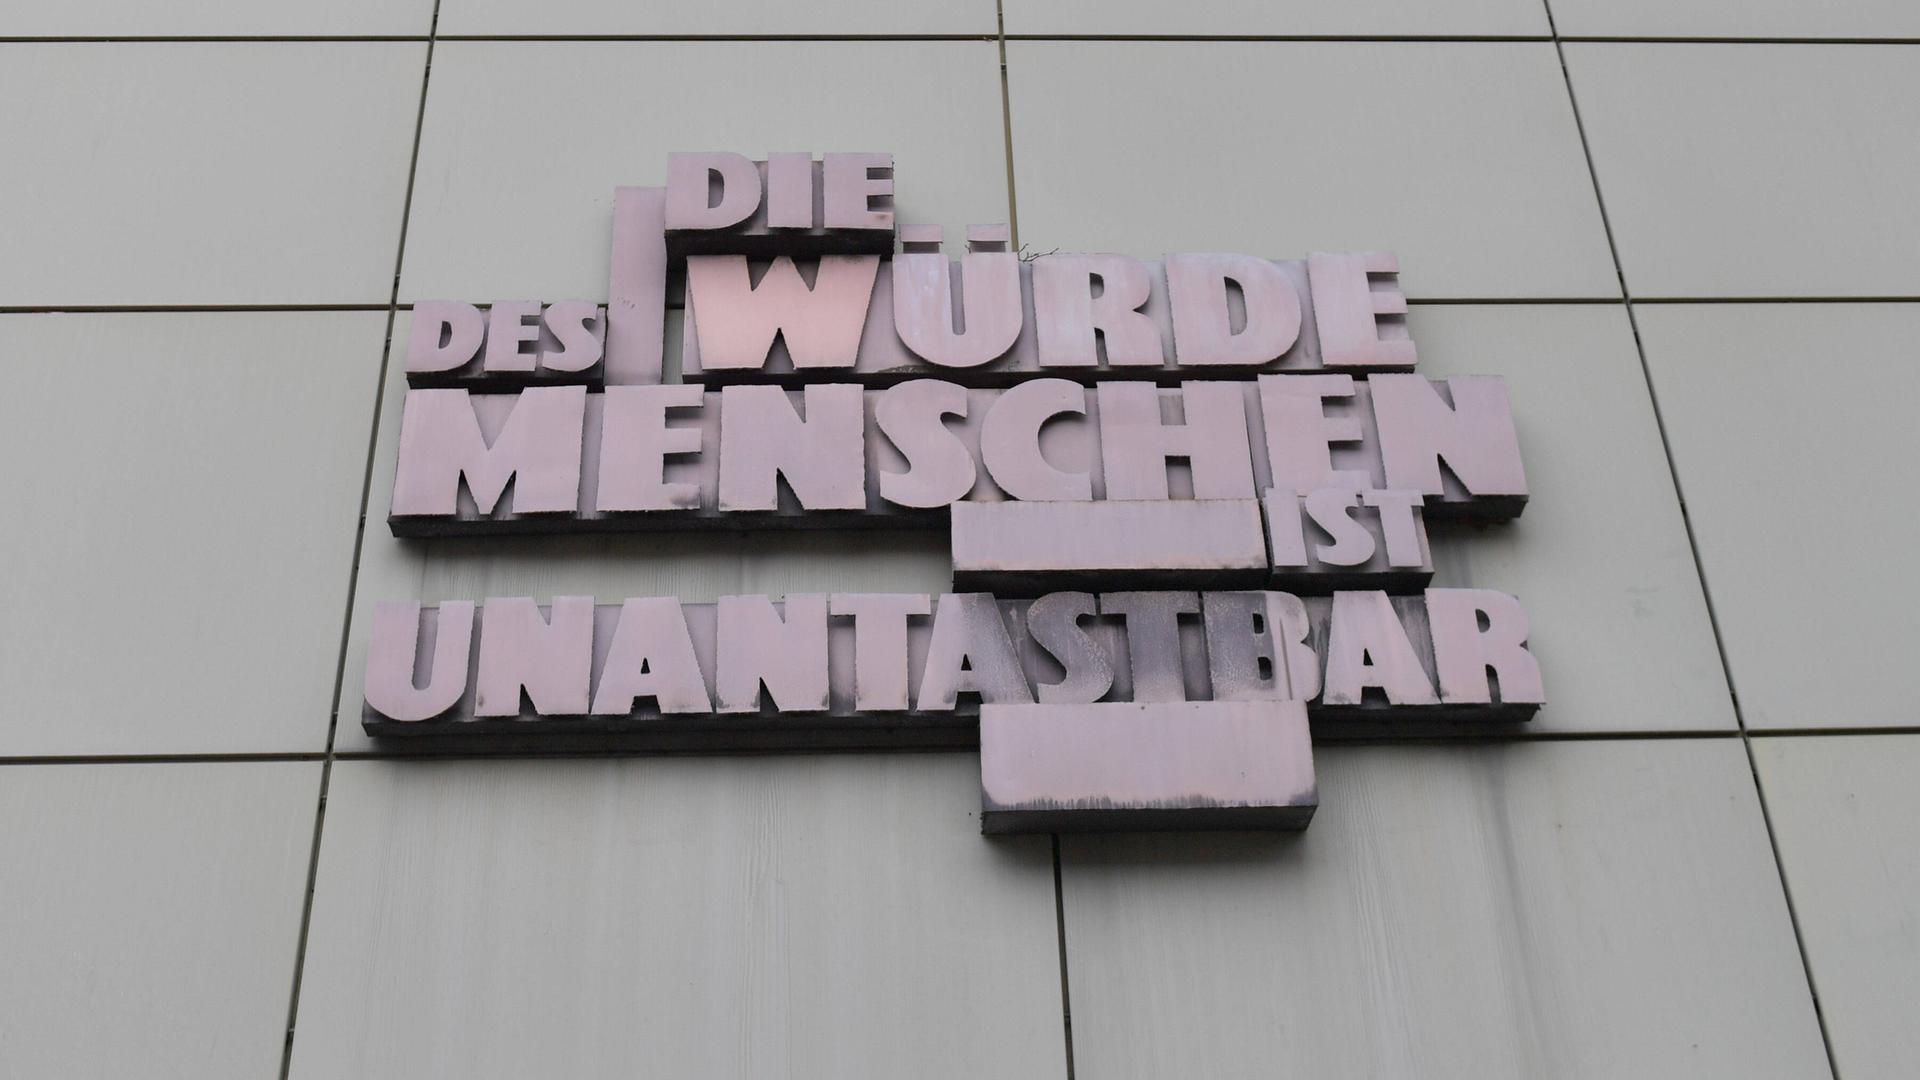 DIE
WÜRDE
DES
MENSCHEN
IST
UNANTASTBAR